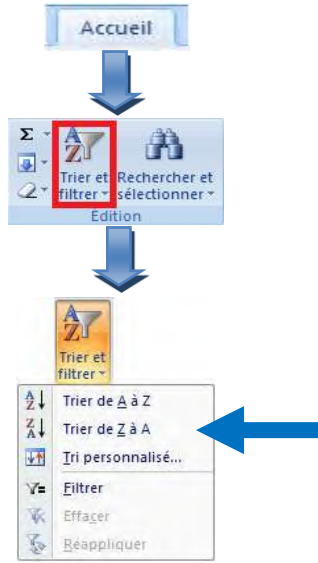 Accueil
Σ
Trier et Rechercher et
filtrer sélectionner
Édition
Trier et
filtrer
Trier de A à Z
Trier de Z à A
Tri personnalisé...
Filtrer
Effacer
Réappliquer